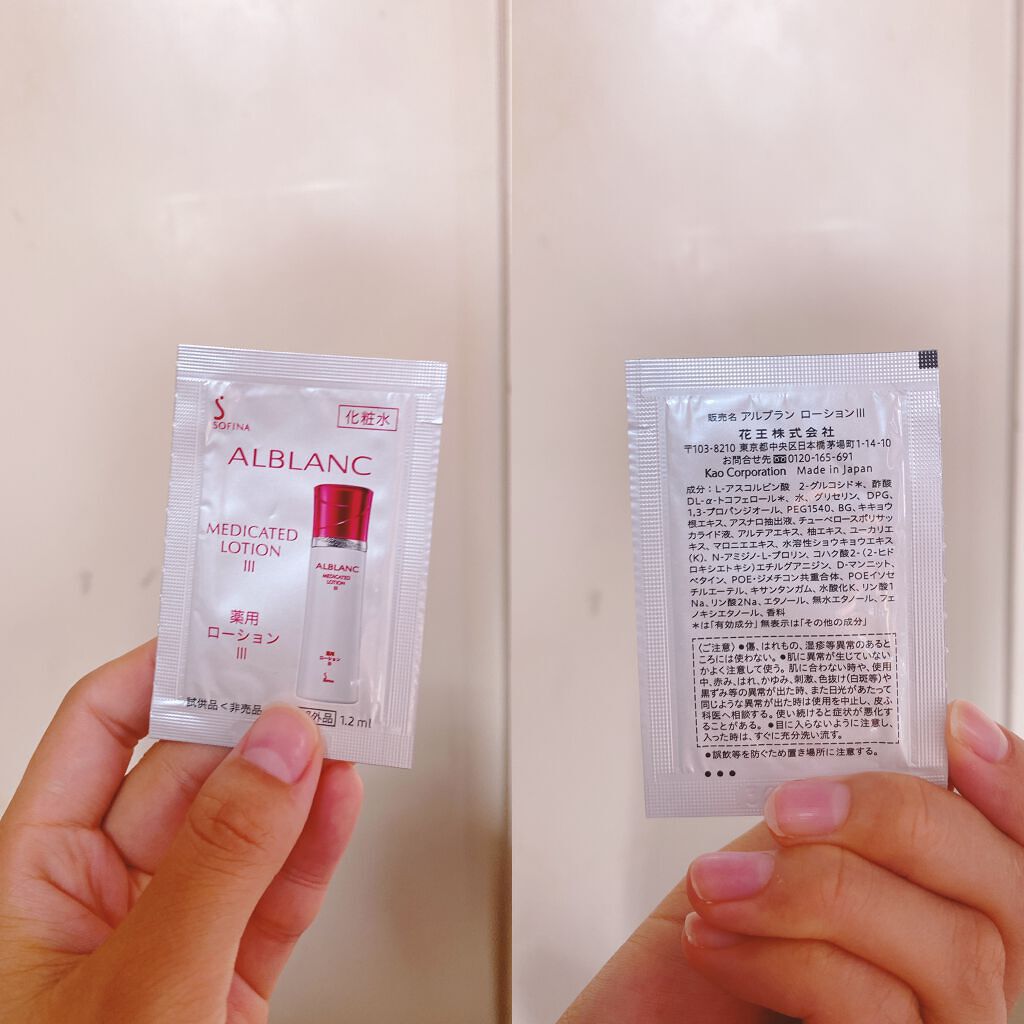 SOFINA
化粧水
ALBLANC
MEDICATED
LOTION
III
薬用
ローション
III
ALBLANC
MEDICATED
LOTION
III
薬用
ローション
III
試供品<非売品
外品 1.2ml
販売名 アルブラン ローションIII
花王株式会社
〒103-8210 東京都中央区日本橋茅場町1-14-10
お問合せ先 0120-165-691
Kao Corporation Made in Japan
成分:L-アスコルビン酸 2-グルコシド*、酢酸
DL-α-トコフェロール*、水、グリセリン、DPG、
1,3-プロパンジオール、PEG1540、BG、キキョウ
根エキス、アスナロ抽出液、チューベロースポリサッ
カライド液、アルテアエキス、柚エキス、ユーカリエ
キス、マロニエエキス、水溶性ショウキョウエキス
(K)、N-アミジノ-L-プロリン、コハク酸2-(2-ヒド
ロキシエトキシ)エチルグアニジン、D-マンニット、
ベタイン、POE・ジメチコン共重合体、POEイソセ
チルエーテル、キサンタンガム、水酸化K、リン酸1
Na、リン酸2Na、エタノール、無水エタノール、フェ
ノキシエタノール、香料
*は「有効成分」無表示は「その他の成分」
〈ご注意〉●傷、はれもの、湿疹等異常のあると
ころには使わない。●肌に異常が生じていない
かよく注意して使う。肌に合わない時や、使用
中、赤み、はれ、かゆみ、刺激、色抜け(白斑等)や
黒ずみ等の異常が出た時、また日光があたって
同じような異常が出た時は使用を中止し、皮ふ
科医へ相談する。使い続けると症状が悪化す
ることがある。●目に入らないように注意し、
入った時は、すぐに充分洗い流す。
●誤飲等を防ぐため置き場所に注意する。